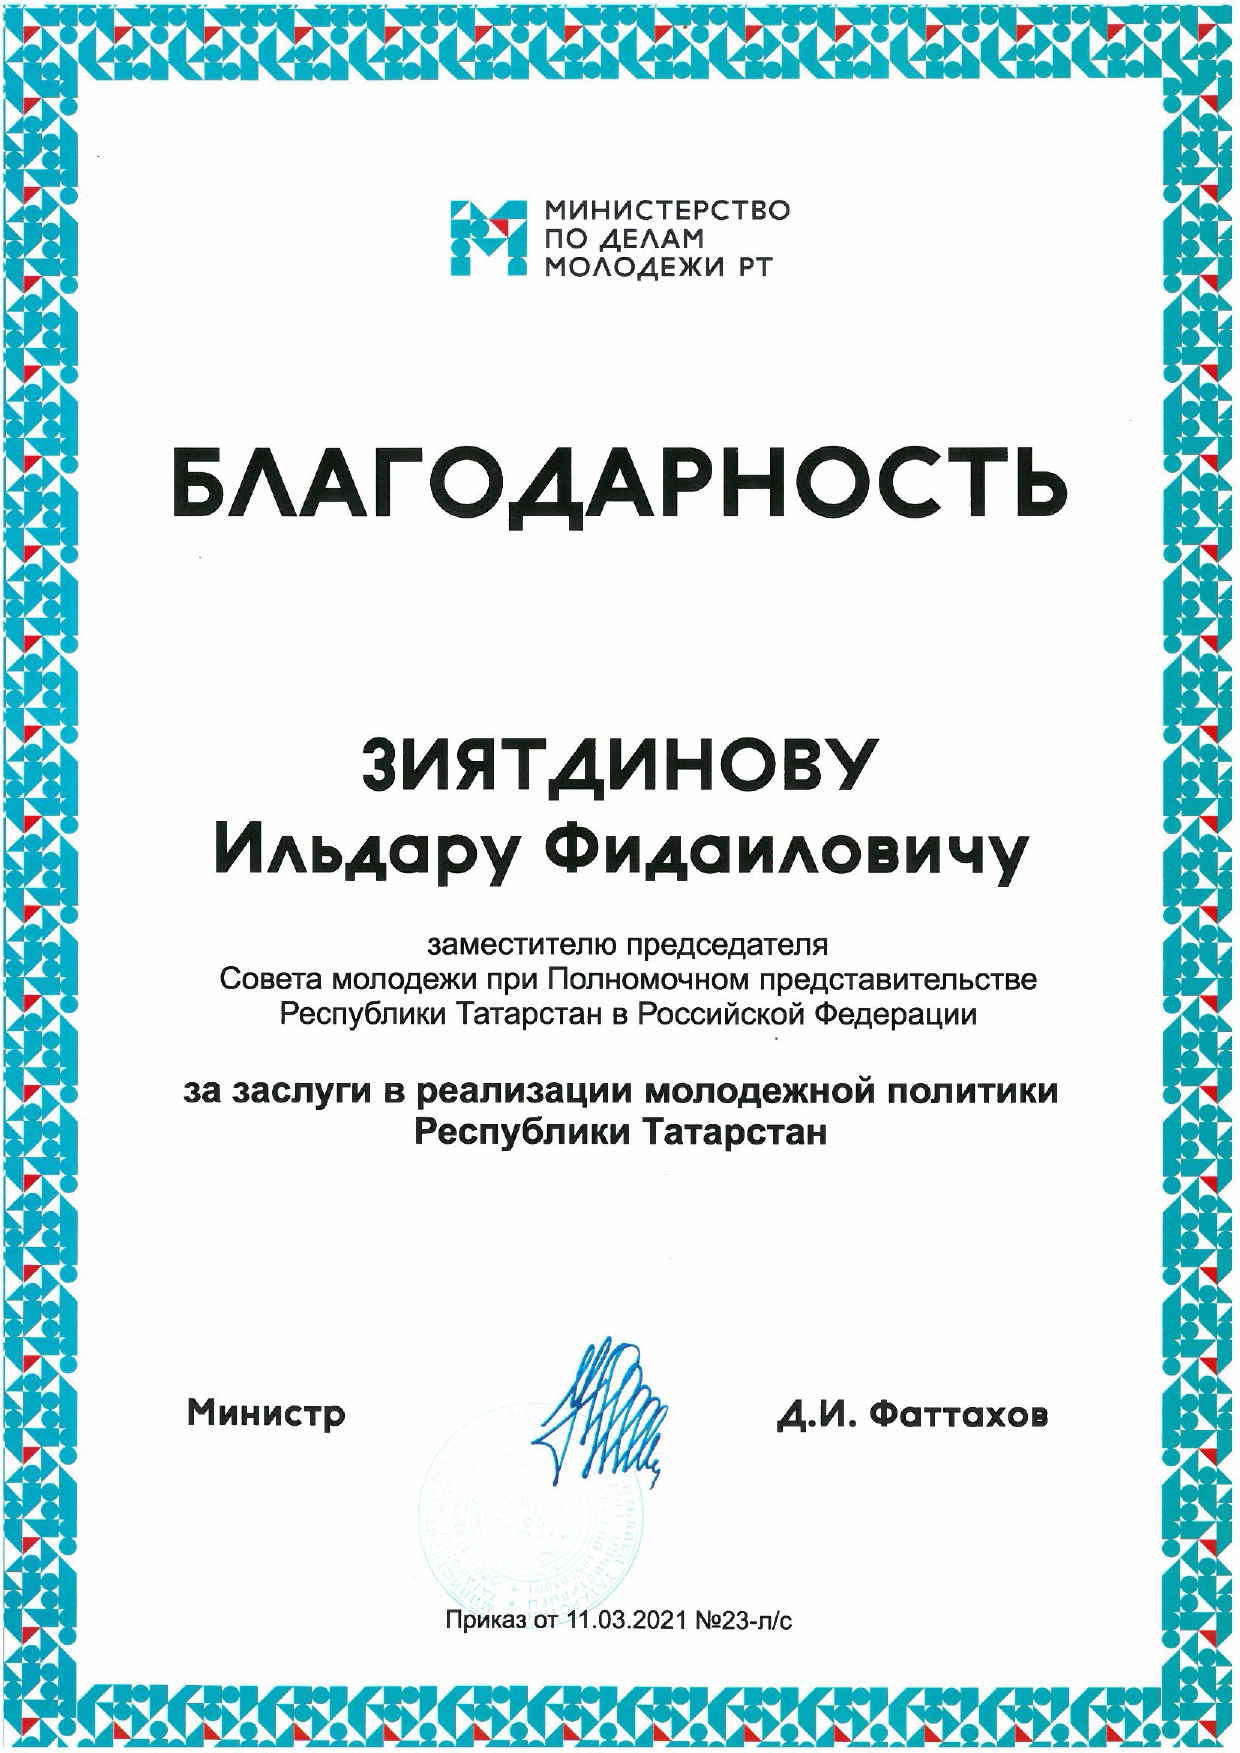 МИНИСТЕРСТВО
ПО ДЕЛАМ
МОЛОДЕЖИ РТ
БЛАГОДАРНОСТЬ
ЗИЯТДИНОВУ
Ильдару Фидаиловичу
заместителю председателя
Совета молодежи при Полномочном представительстве
Республики Татарстан в Российской Федерации
за заслуги в реализации молодежной политики
Республики Татарстан
Министр
Д.И. Фаттахов
Приказ от 11.03.2021 №23-л/с